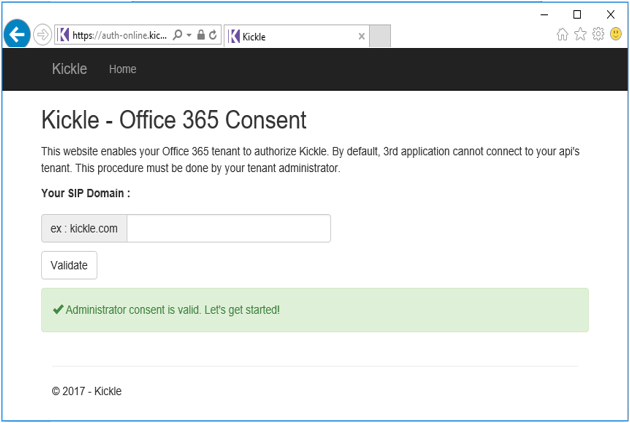 https://auth-online.kic...
Kickle
Kickle Home
Kickle - Office 365 Consent
This website enables your Office 365 tenant to authorize Kickle. By default, 3rd application cannot connect to your api's
tenant. This procedure must be done by your tenant administrator.
Your SIP Domain :
ex : kickle.com
Validate
Administrator consent is valid. Let's get started!
© 2017 - Kickle